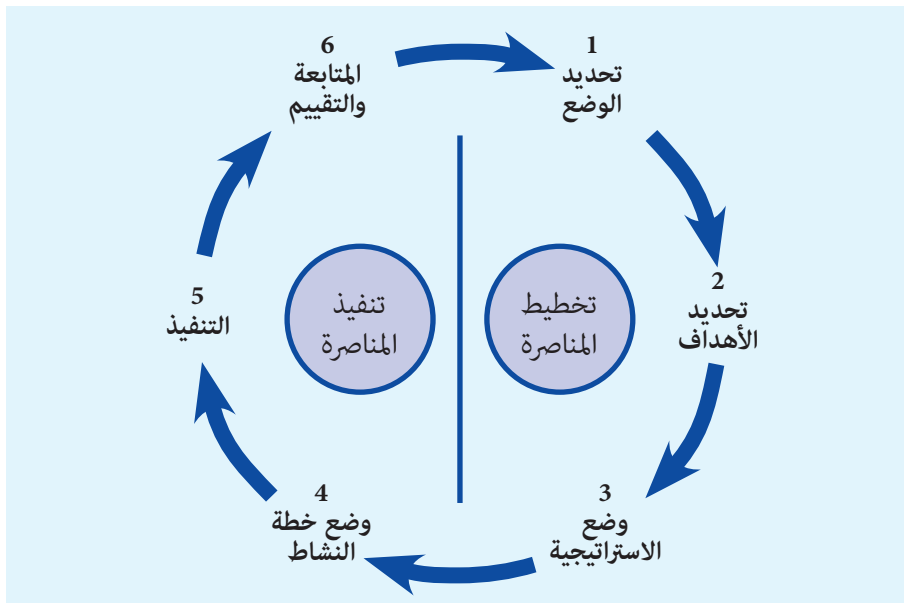 1
تحديد
الوضع
2
تحديد
الأهداف
3
وضع
الاستراتيجية
4
وضع خطة
النشاط
5
التنفيذ
6
المتابعة
والتقييم
تخطيط
المناصرة
تنفيذ
المناصرة